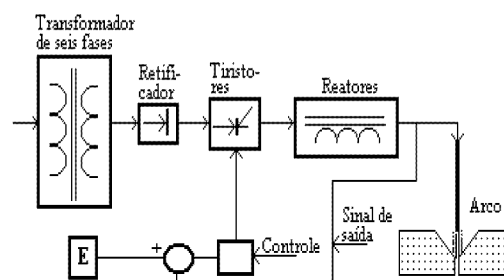 Transformador
de seis fases
Retifi-
cador
Tiristo-
res
Reatores
Arco
Sinal de
saída
Controle
E
+